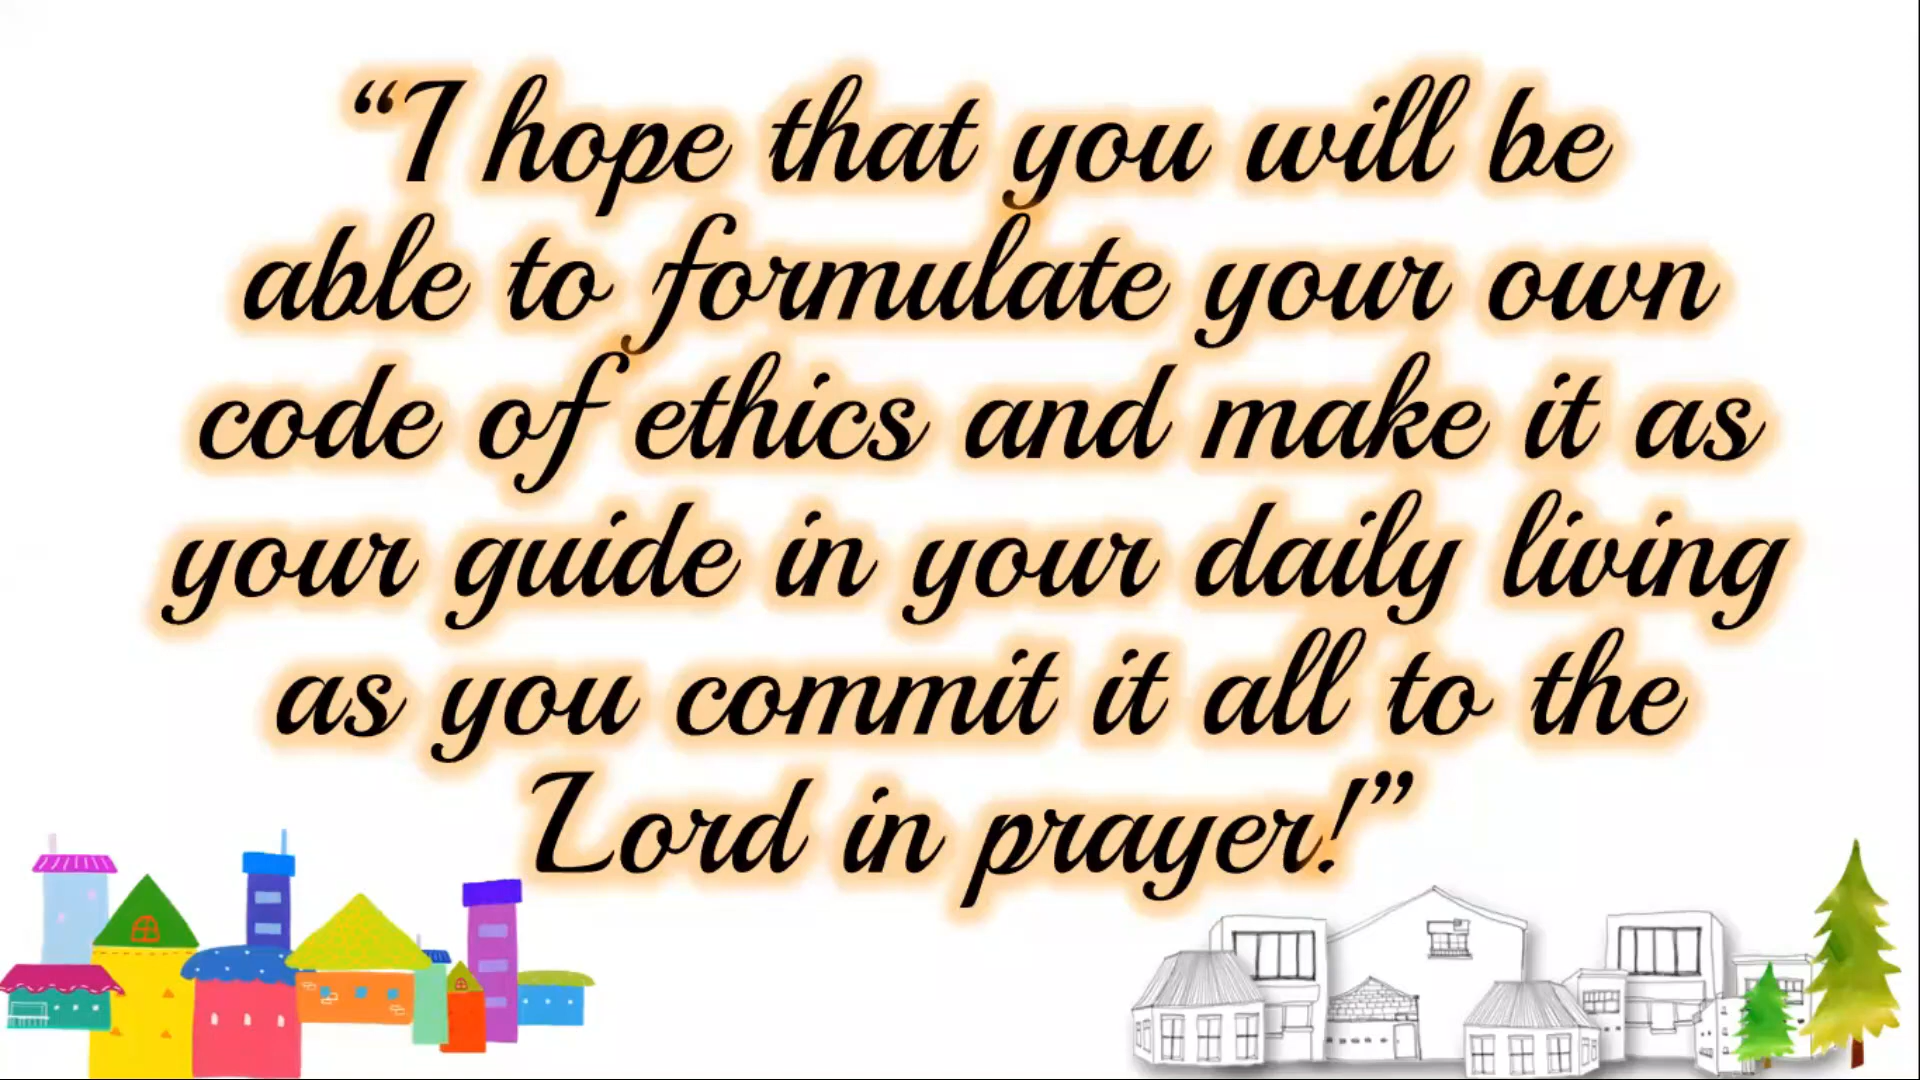 “I hope that you will be
able to formulate your own
code of ethics and make it as
your guide in your daily living
as you commit it all to the
Lord in prayer!”